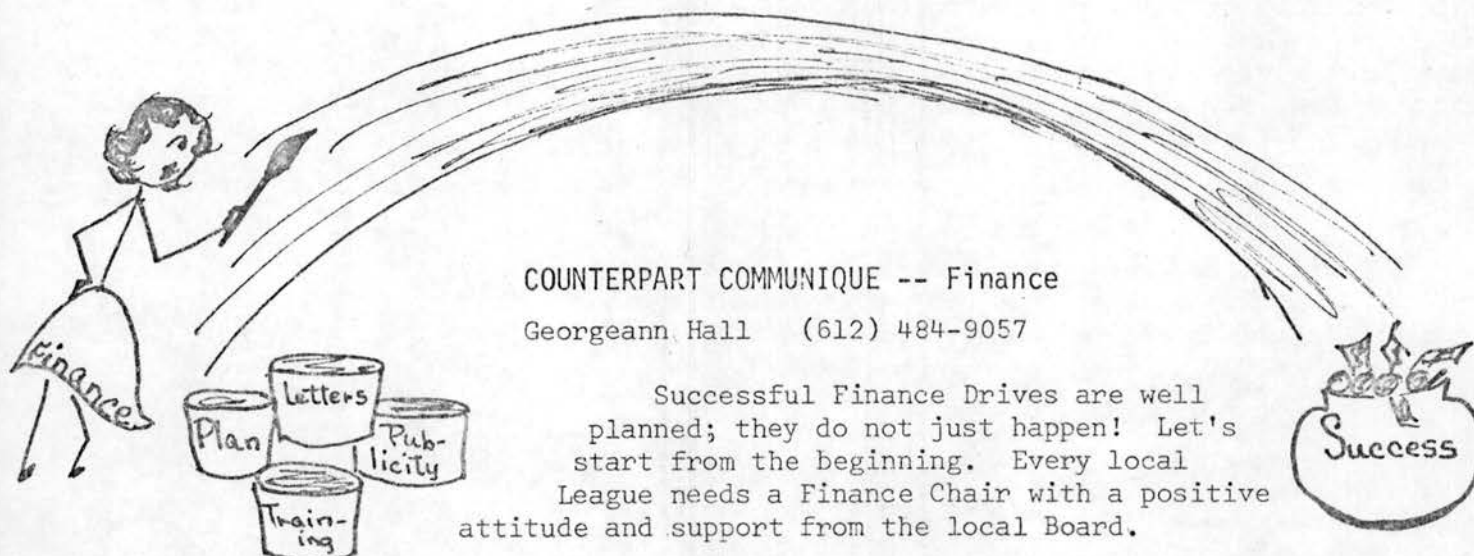 COUNTERPART COMMUNIQUE -- Finance
Georgeann Hall (612) 484-9057
Finance
Letters
Plan
Pub-
licity
Train-
ing
Successful Finance Drives are well
planned; they do not just happen! Let's
start from the beginning. Every local
League needs a Finance Chair with a positive
attitude and support from the local Board.
Success